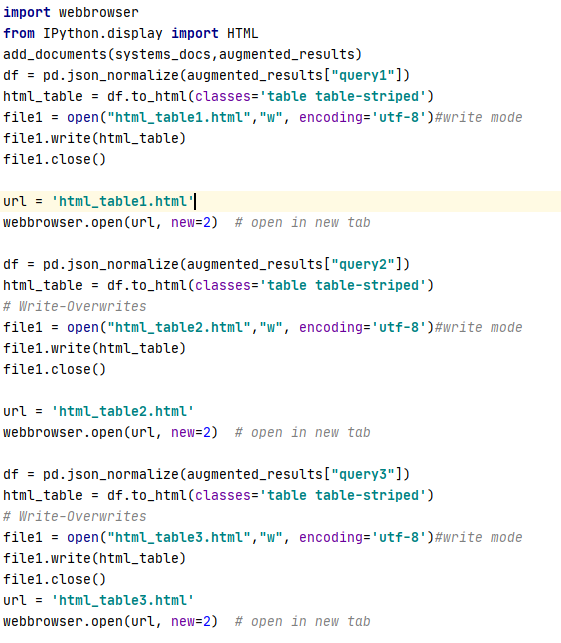 import webbrowser
from IPython.display import HTML
add_documents(systems_docs,augmented_results)
df = pd.json_normalize(augmented_results["query1"])
html_table = df.to_html(classes='table table-striped')
file1 = open("html_table1.html","w", encoding='utf-8')#write mode
file1.write(html_table)
file1.close()
url = 'html_table1.html'
webbrowser.open(url, new=2)  # open in new tab
df = pd.json_normalize(augmented_results["query2"])
html_table = df.to_html(classes='table table-striped')
# Write-Overwrites
file1 = open("html_table2.html","w", encoding='utf-8')#write mode
file1.write(html_table)
file1.close()
url = 'html_table2.html'
webbrowser.open(url, new=2)  # open in new tab
df = pd.json_normalize(augmented_results["query3"])
html_table = df.to_html(classes='table table-striped')
# Write-Overwrites
file1 = open("html_table3.html","w", encoding='utf-8')#write mode
file1.write(html_table)
file1.close()
url = 'html_table3.html'
webbrowser.open(url, new=2)  # open in new tab